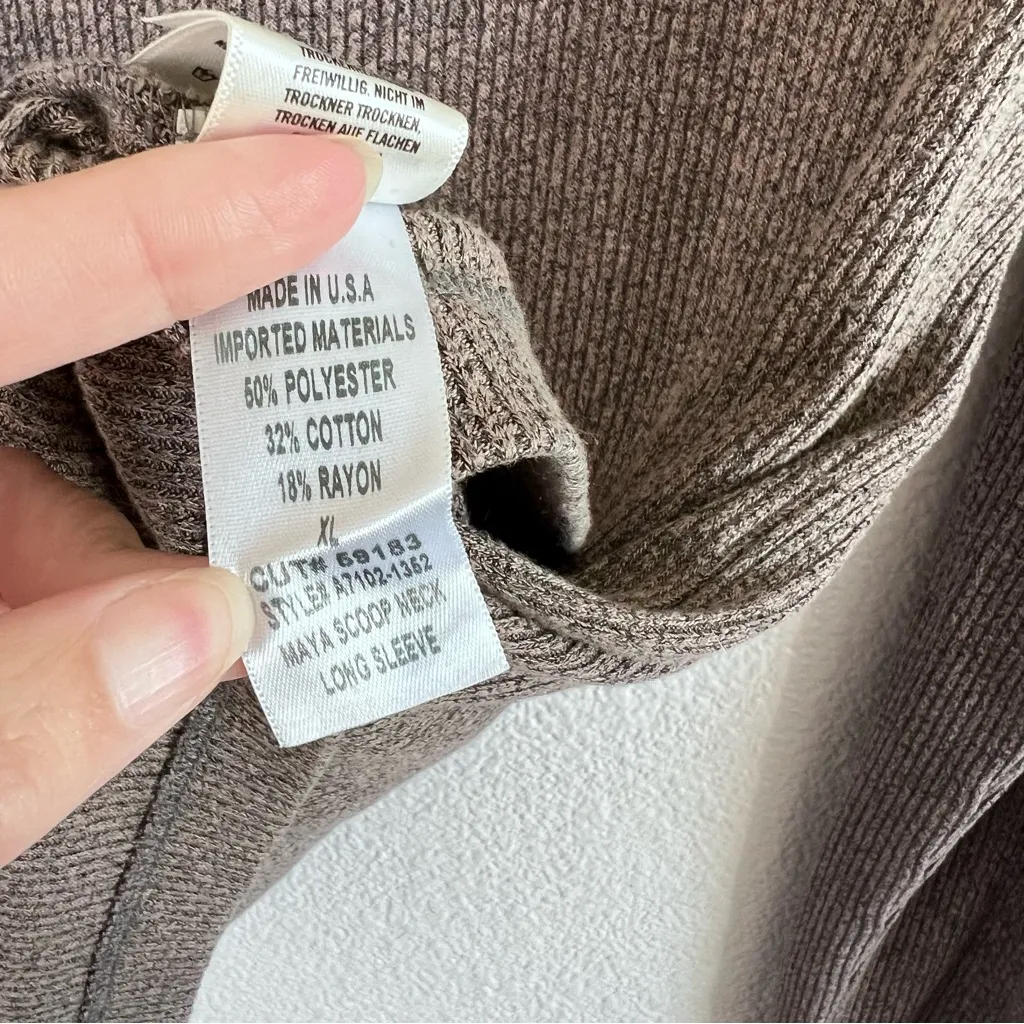 FREIWILLIG. NICHT IM
TROCKNER TROCKNEN,
TROCKEN AUF FLACHEN
MADE IN U.S.A
IMPORTED MATERIALS
50% POLYESTER
32% COTTON
18% RAYON
XL
CUT# 59183
STYLE# A7102-1352
MAYA SCOOP NECK
LONG SLEEVE